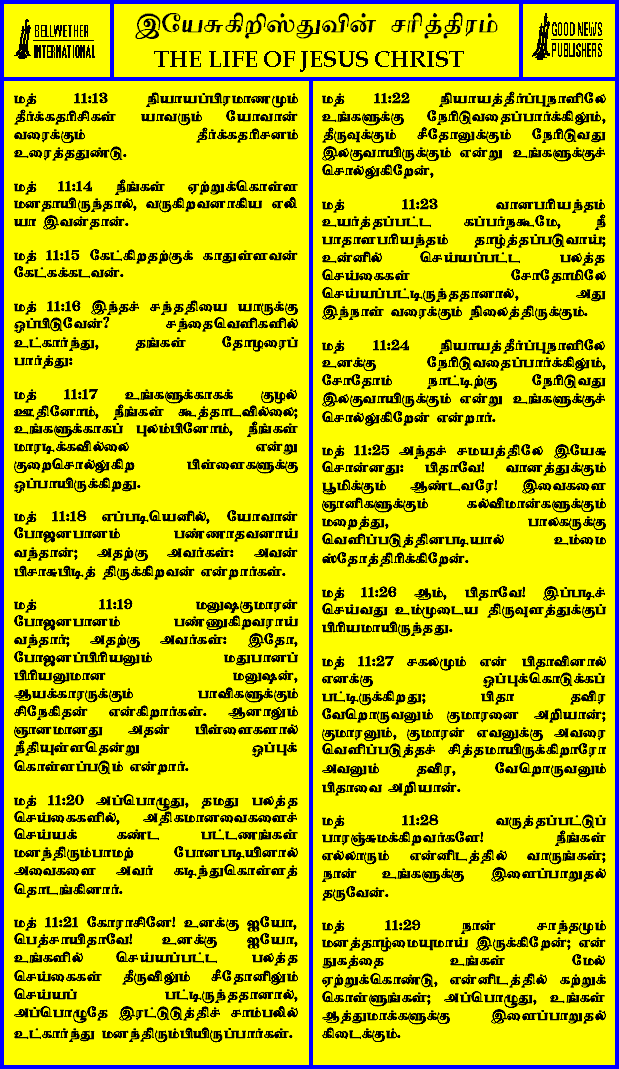 BELLWETHER
INTERNATIONAL
இயேசுகிறிஸ்துவின் சரித்திரம்
THE LIFE OF JESUS CHRIST
GOOD NEWS
PUBLISHERS
மத் 11:13 நியாயப்பிரமாணமும்
தீர்க்கதரிசிகள் யாவரும் யோவான்
வரைக்கும் தீர்க்கதரிசனம்
உரைத்ததுண்டு.
மத் 11:14 நீங்கள் ஏற்றுக்கொள்ள
மனதாயிருந்தால், வருகிறவனாகிய எலி
யா இவன்தான்.
மத் 11:15 கேட்கிறதற்குக் காதுள்ளவன்
கேட்கக்கடவன்.
மத் 11:16 இந்தச் சந்ததியை யாருக்கு
ஒப்பிடுவேன்? சந்தைவெளிகளில்
உட்கார்ந்து, தங்கள் தோழரைப்
பார்த்து:
மத் 11:17 உங்களுக்காகக் குழல்
ஊதினோம், நீங்கள் கூத்தாடவில்லை;
உங்களுக்காகப் புலம்பினோம், நீங்கள்
மாரடிக்கவில்லை என்று
குறைசொல்லுகிற பிள்ளைகளுக்கு
ஒப்பாயிருக்கிறது.
மத் 11:18 எப்படியெனில், யோவான்
போஜனபானம் பண்ணாதவனாய்
வந்தான்; அதற்கு அவர்கள்: அவன்
பிசாசுபிடித் திருக்கிறவன் என்றார்கள்.
மத் 11:19 மனுஷகுமாரன்
போஜனபானம் பண்ணுகிறவராய்
வந்தார்; அதற்கு அவர்கள்: இதோ,
போஜனப்பிரியனும் மதுபானப்
பிரியனுமான மனுஷன்,
ஆயக்காரருக்கும் பாவிகளுக்கும்
சிநேகிதன் என்கிறார்கள். ஆனாலும்
ஞானமானது அதன் பிள்ளைகளால்
நீதியுள்ளதென்று ஒப்புக்
கொள்ளப்படும் என்றார்.
மத் 11:20 அப்பொழுது, தமது பலத்த
செய்கைகளில், அதிகமானவைகளைச்
செய்யக் கண்ட பட்டணங்கள்
மனந்திரும்பாமற் போனபடியினால்
அவைகளை அவர் கடிந்துகொள்ளத்
தொடங்கினார்.
மத் 11:21 கோராசினே! உனக்கு ஐயோ,
பெத்சாயிதாவே! உனக்கு ஐயோ,
உங்களில் செய்யப்பட்ட பலத்த
செய்கைகள் தீருவிலும் சீதோனிலும்
செய்யப் பட்டிருந்ததானால்,
அப்பொழுதே இரட்டுடுத்திச் சாம்பலில்
உட்கார்ந்து மனந்திரும்பியிருப்பார்கள்.
மத் 11:22 நியாயத்தீர்ப்புநாளிலே
உங்களுக்கு நேரிடுவதைப்பார்க்கிலும்,
தீருவுக்கும் சீதோனுக்கும் நேரிடுவது
இலகுவாயிருக்கும் என்று உங்களுக்குச்
சொல்லுகிறேன்,
மத் 11:23 வானபரியந்தம்
உயர்த்தப்பட்ட கப்பர்நகூமே, நீ
பாதாளபரியந்தம் தாழ்த்தப்படுவாய்;
உன்னில் செய்யப்பட்ட பலத்த
செய்கைகள் சோதோமிலே
செய்யப்பட்டிருந்ததானால், அது
இந்நாள் வரைக்கும் நிலைத்திருக்கும்.
மத் 11:24 நியாயத்தீர்ப்புநாளிலே
உனக்கு நேரிடுவதைப்பார்க்கிலும்,
சோதோம் நாட்டிற்கு நேரிடுவது
இலகுவாயிருக்கும் என்று உங்களுக்குச்
சொல்லுகிறேன் என்றார்.
மத் 11:25 அந்தச் சமயத்திலே இயேசு
சொன்னது: பிதாவே! வானத்துக்கும்
பூமிக்கும் ஆண்டவரே! இவைகளை
ஞானிகளுக்கும் கல்விமான்களுக்கும்
மறைத்து, பாலகருக்கு
வெளிப்படுத்தினபடியால் உம்மை
ஸ்தோத்திரிக்கிறேன்.
மத் 11:26 ஆம், பிதாவே! இப்படிச்
செய்வது உம்முடைய திருவுளத்துக்குப்
பிரியமாயிருந்தது.
மத் 11:27 சகலமும் என் பிதாவினால்
எனக்கு ஒப்புக்கொடுக்கப்
பட்டிருக்கிறது; பிதா தவிர
வேறொருவனும் குமாரனை அறியான்;
குமாரனும், குமாரன் எவனுக்கு அவரை
வெளிப்படுத்தச் சித்தமாயிருக்கிறாரோ
அவனும் தவிர, வேறொருவனும்
பிதாவை அறியான்.
மத் 11:28 வருத்தப்பட்டுப்
பாரஞ்சுமக்கிறவர்களே! நீங்கள்
எல்லாரும் என்னிடத்தில் வாருங்கள்;
நான் உங்களுக்கு இளைப்பாறுதல்
தருவேன்.
மத் 11:29 நான் சாந்தமும்
மனத்தாழ்மையுமாய் இருக்கிறேன்; என்
நுகத்தை உங்கள் மேல்
ஏற்றுக்கொண்டு, என்னிடத்தில் கற்றுக்
கொள்ளுங்கள்; அப்பொழுது, உங்கள்
ஆத்துமாக்களுக்கு இளைப்பாறுதல்
கிடைக்கும்.